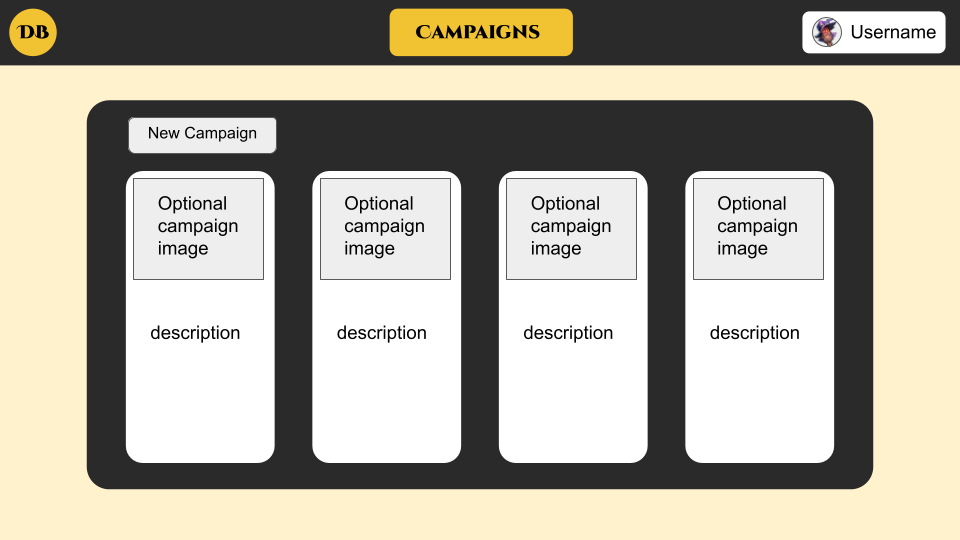 DB
Campaigns
Username
New Campaign
Optional
campaign
image
description
Optional
campaign
image
description
Optional
campaign
image
description
Optional
campaign
image
description